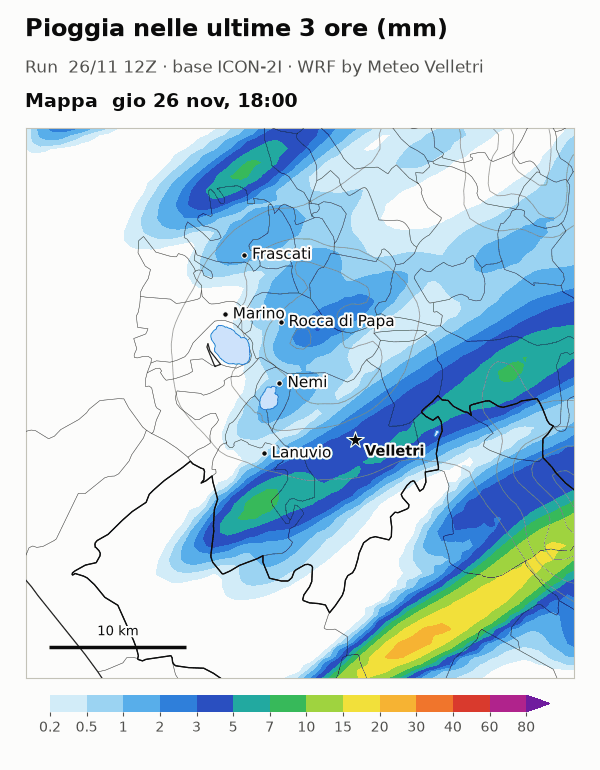 Pioggia nelle ultime 3 ore (mm)
Run  26/11 12Z · base ICON-2I · WRF by Meteo Velletri
Mappa  gio 26 nov, 18:00
Frascati
Marino
Rocca di Papa
Nemi
Velletri
Lanuvio
10 km
0.2 0.5 1 2 3 5 7 10 15 20 30 40 60 80